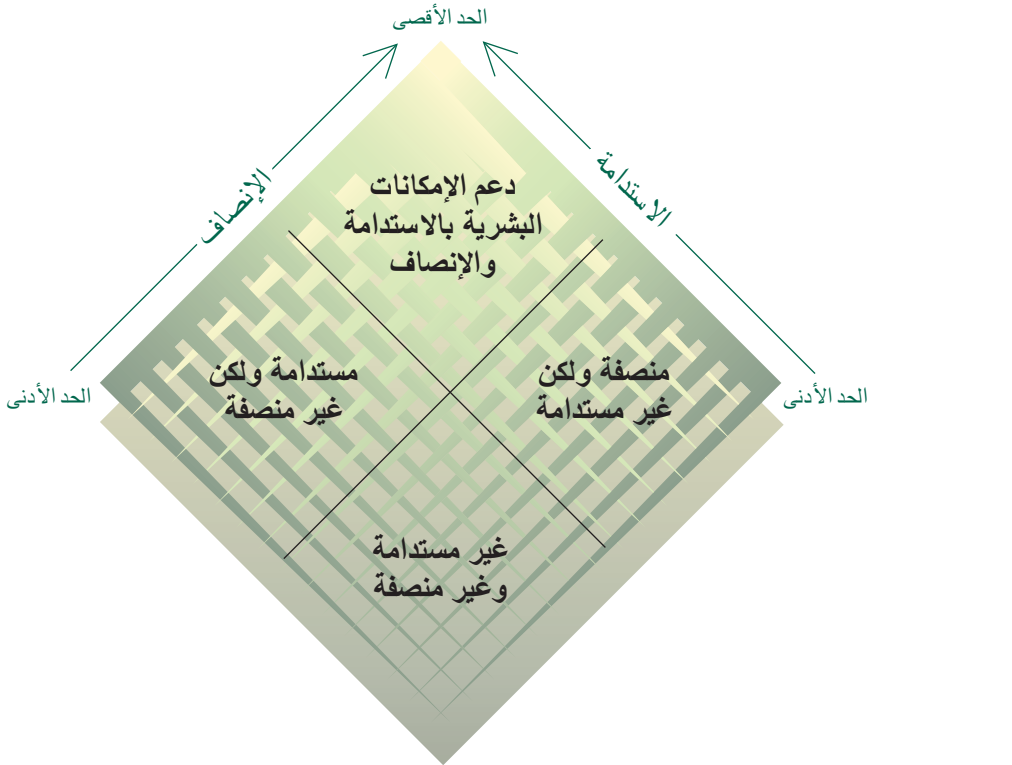 الحد الأقصى
الاستدامة
الإنصاف
دعم الإمكانات
البشرية بالاستدامة
والإنصاف
منصفة ولكن
غير مستدامة
مستدامة ولكن
غير منصفة
الحد الأدنى
الحد الأدنى
غير مستدامة
وغير منصفة